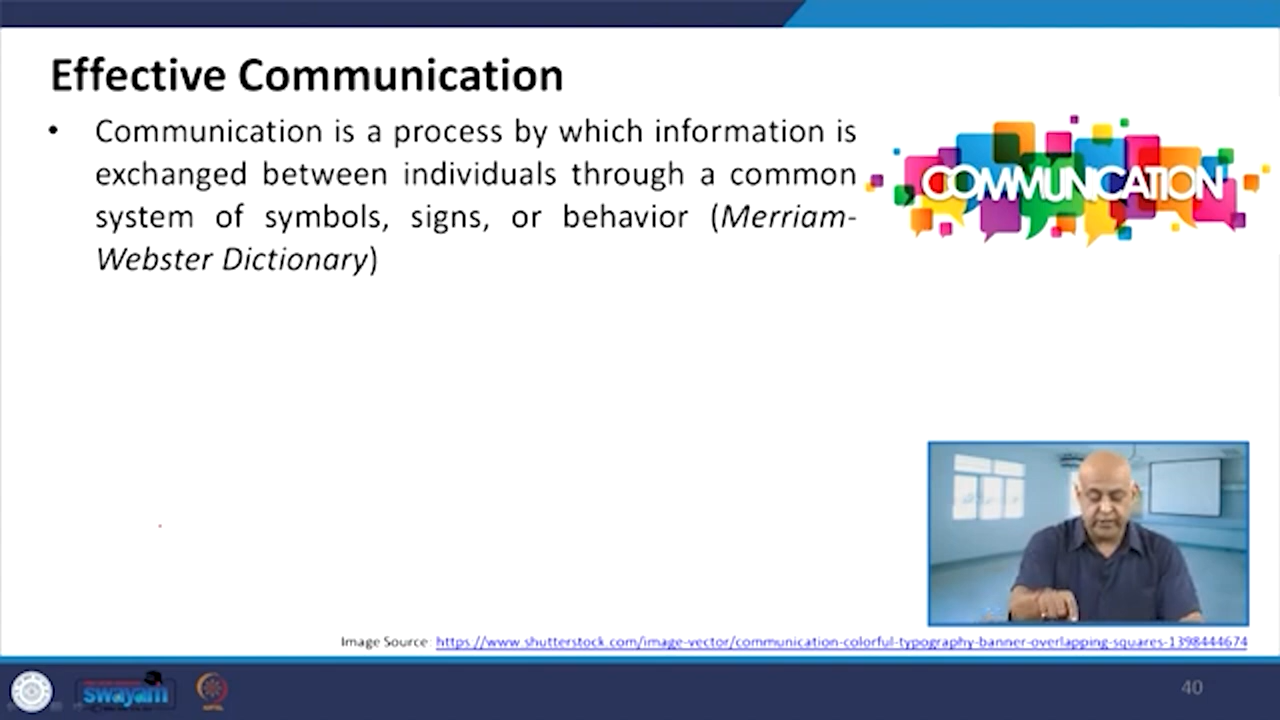 Effective Communication
• Communication is a process by which information is
exchanged between individuals through a common
system of symbols, signs, or behavior (Merriam-
Webster Dictionary)
COMMUNICATION
Image Source: https://www.shutterstock.com/image-vector/communication-colorful-typography-banner-overlapping-squares-1398444674
swayam
40